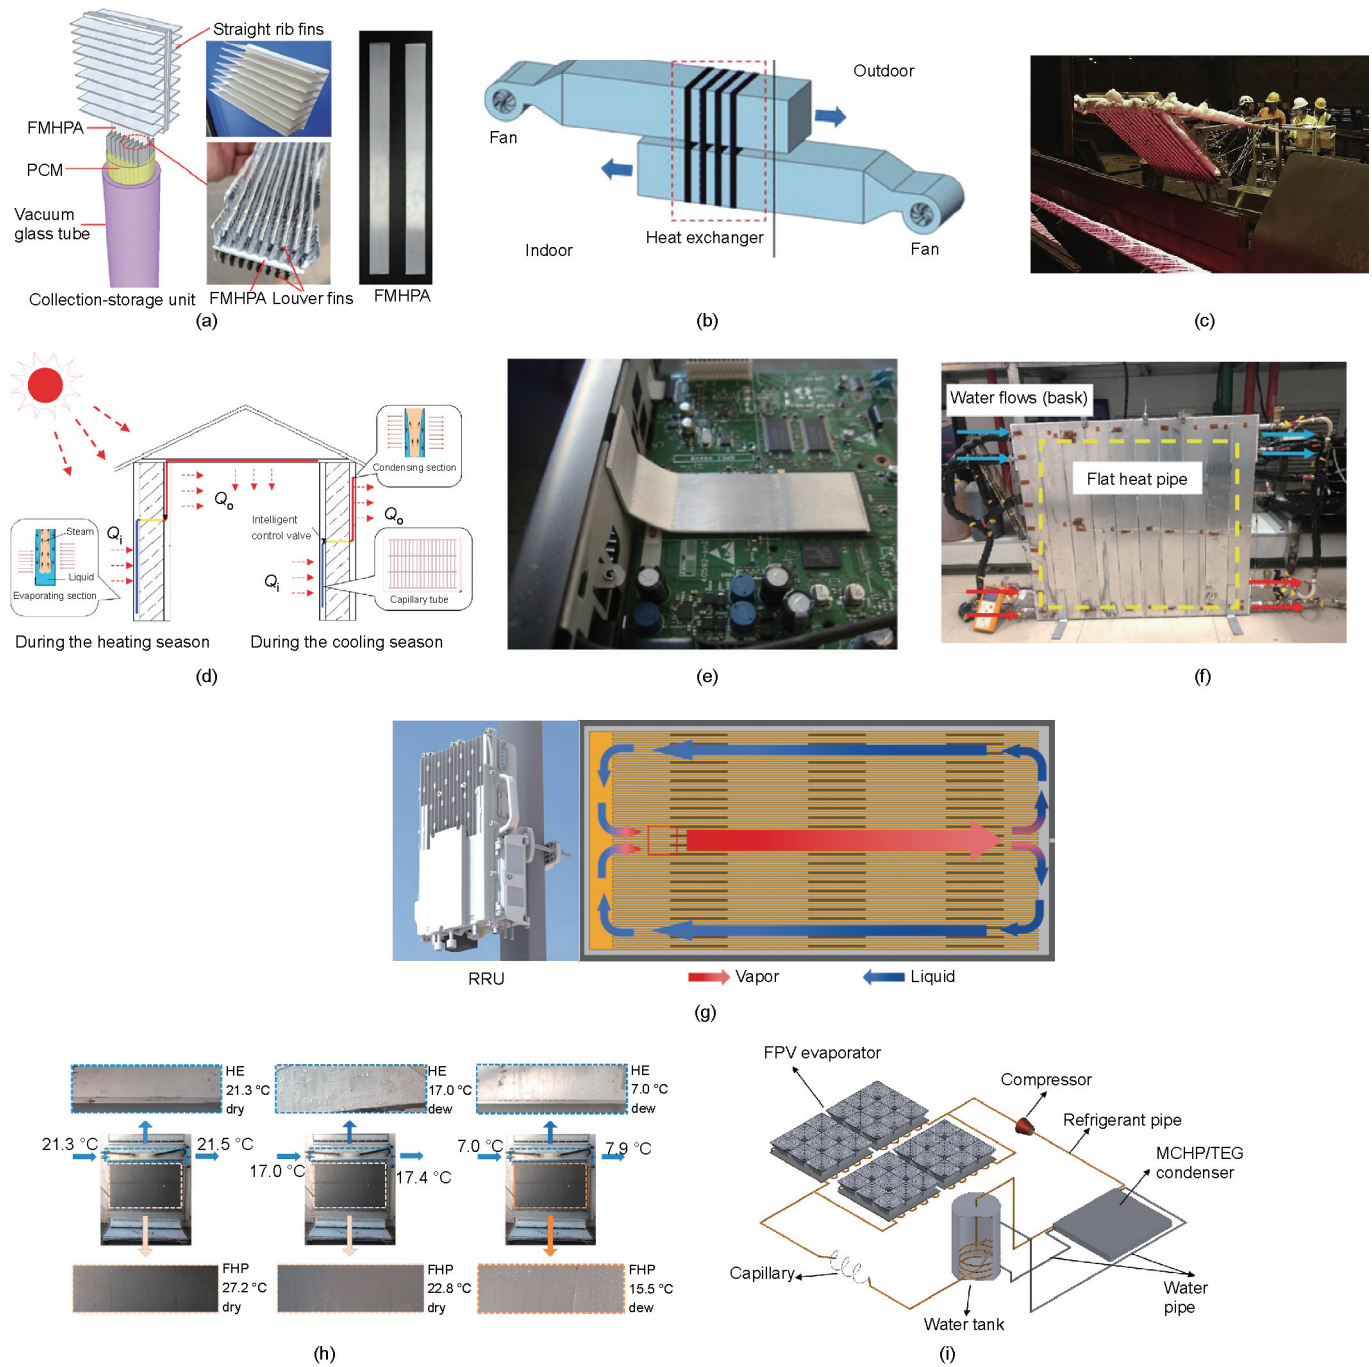 Straight rib fins
FMHPA
PCM
Vacuum
glass tube
Collection-storage unit
FMHPA Louver fins
FMHPA
(a)
Outdoor
Fan
Indoor
Heat exchanger
Fan
(b)
(c)
Condensing section
Qo
Qo
Intelligent
control valve
Steam
Qi
Liquid
Evaporating section
Qi
Capillary tube
During the heating season
During the cooling season
(d)
(e)
Water flows (bask)
Flat heat pipe
(f)
RRU
Vapor
Liquid
(g)
HE
21.3 °C
dry
HE
17.0 °C
dew
HE
7.0 °C
dew
21.3 °C
21.5 °C
17.0 °C
17.4 °C
7.0 °C
7.9 °C
FHP
27.2 °C
dry
FHP
22.8 °C
dry
FHP
15.5 °C
dew
(h)
FPV evaporator
Compressor
Refrigerant pipe
MCHP/TEG
condenser
Capillary
Water tank
Water
pipe
(i)